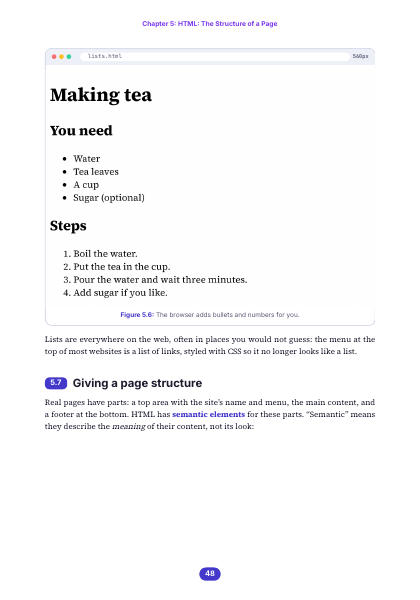 Chapter 5: HTML: The Structure of a Page
lists.html
560px
Making tea
You need
• Water
• Tea leaves
• A cup
• Sugar (optional)
Steps
1. Boil the water.
2. Put the tea in the cup.
3. Pour the water and wait three minutes.
4. Add sugar if you like.
Figure 5.6: The browser adds bullets and numbers for you.
Lists are everywhere on the web, often in places you would not guess: the menu at the
top of most websites is a list of links, styled with CSS so it no longer looks like a list.
5.7 Giving a page structure
Real pages have parts: a top area with the site's name and menu, the main content, and
a footer at the bottom. HTML has semantic elements for these parts. “Semantic” means
they describe the meaning of their content, not its look:
48